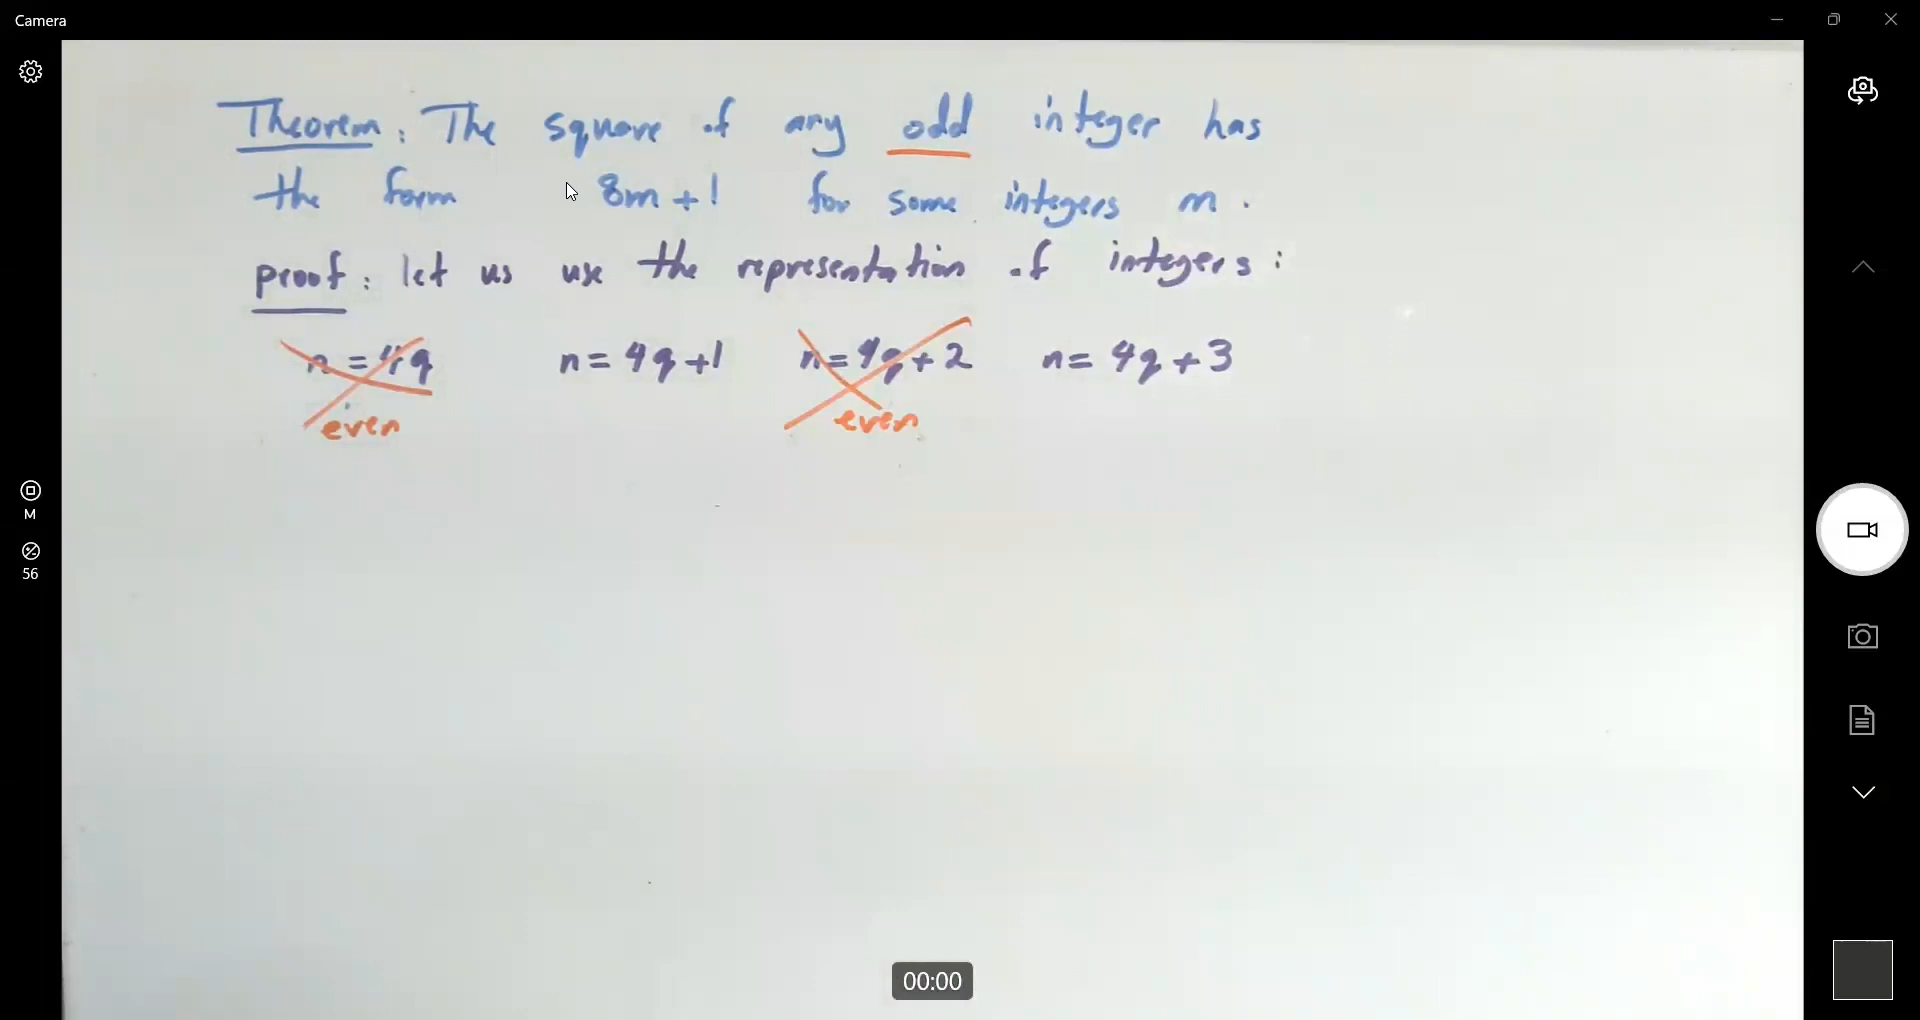 Camera
Theorem: The square of any odd integer has
the form 8m+1 for some integers m.
proof: let us use the representation of integers:
n=4q n=4q+1 n=4q+2 n=4q+3
even even
M
56
00:00